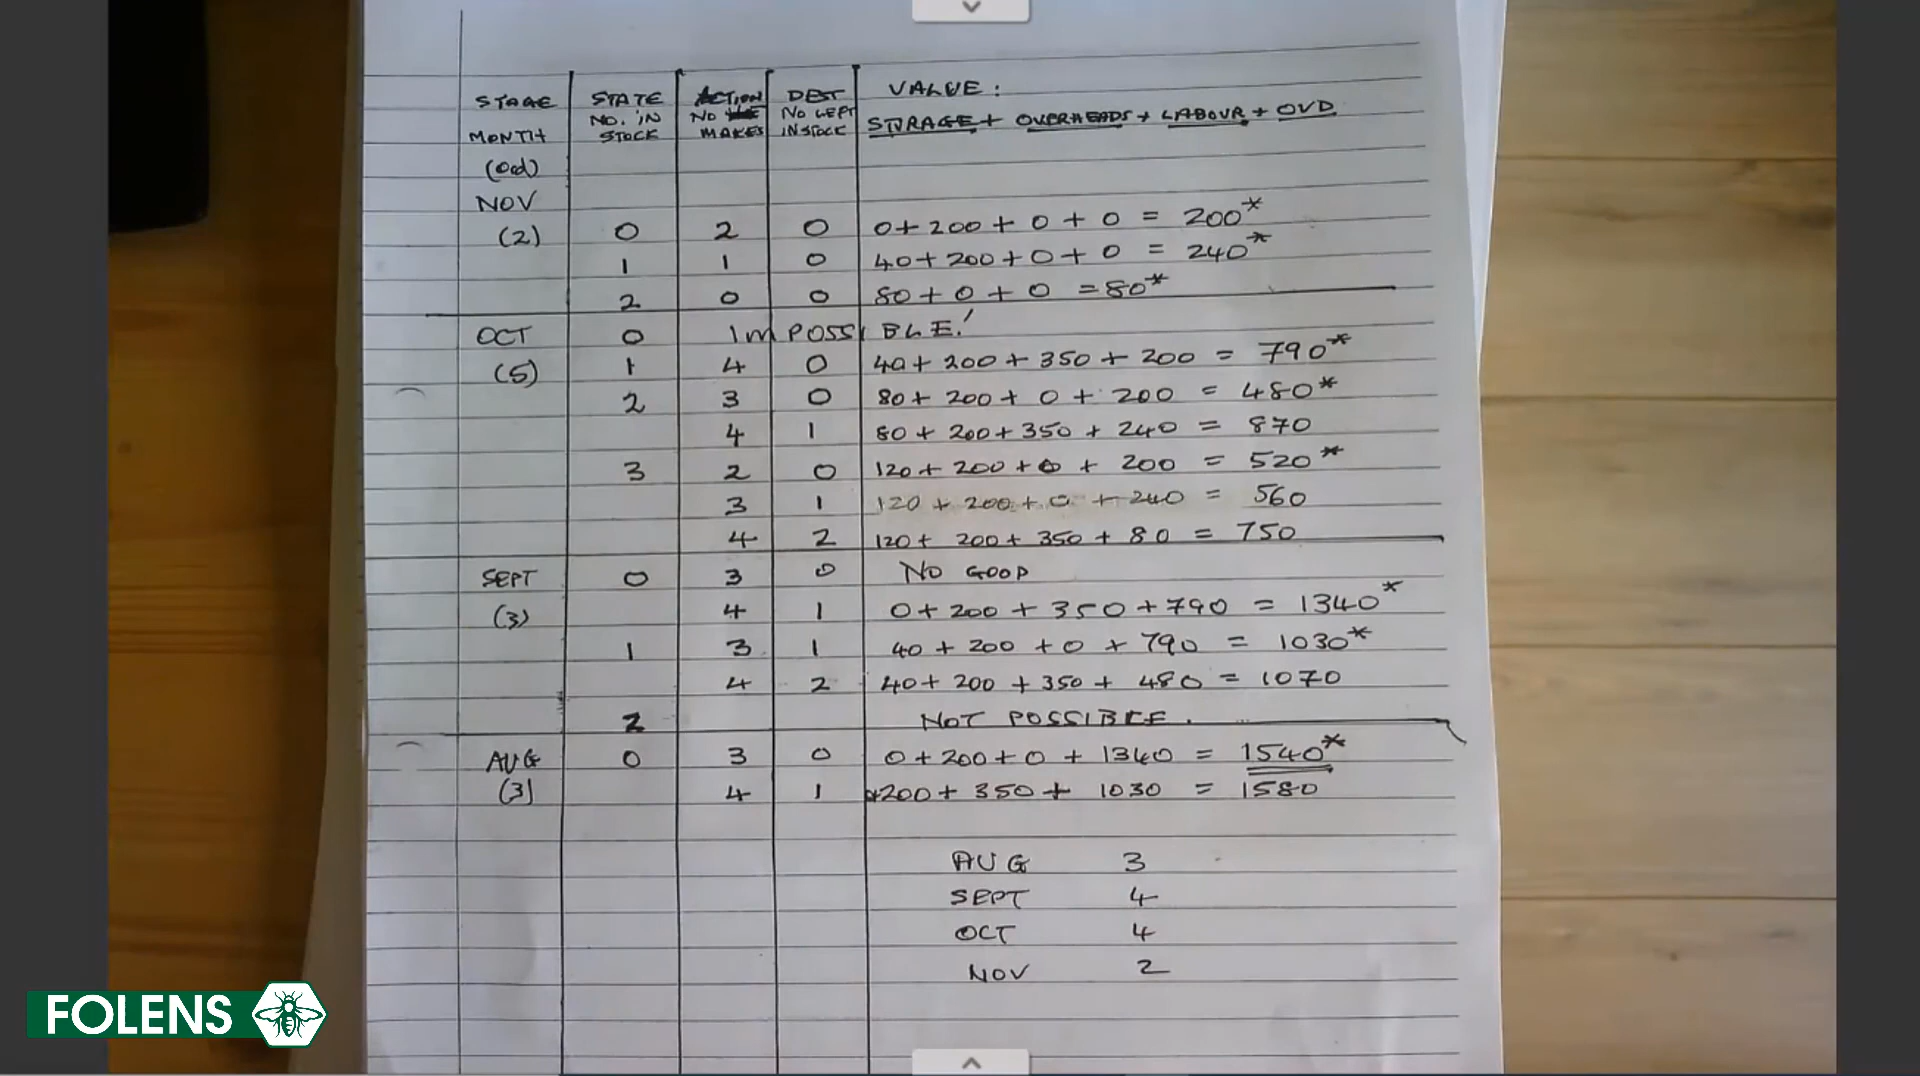 STAGE STATE ACTION DEST VALUE:
MONTH NO. IN NO MAKES NO KEPT STORAGE + OVERHEADS + LABOUR + OVD
STOCK IN STOCK
(Od)
NOV
(2) 0 2 0 0 + 200 + 0 + 0 = 200*
1 1 0 40 + 200 + 0 + 0 = 240*
2 0 0 80 + 0 + 0 = 80*
OCT 0 IMPOSSIBLE!
(5) 1 4 0 40 + 200 + 350 + 200 = 790*
2 3 0 80 + 200 + 0 + 200 = 480*
4 1 80 + 200 + 350 + 240 = 870
3 2 0 120 + 200 + 0 + 200 = 520*
3 1 120 + 200 + 0 + 240 = 560
4 2 120 + 200 + 350 + 80 = 750
SEPT 0 3 0 NO GOOD
(3) 4 1 0 + 200 + 350 + 790 = 1340*
1 3 1 40 + 200 + 0 + 790 = 1030*
4 2 40 + 200 + 350 + 480 = 1070
2 NOT POSSIBLE.
AUG 0 3 0 0 + 200 + 0 + 1340 = 1540*
(3) 4 1 0+200 + 350 + 1030 = 1580
AUG 3
SEPT 4
OCT 4
NOV 2
FOLENS